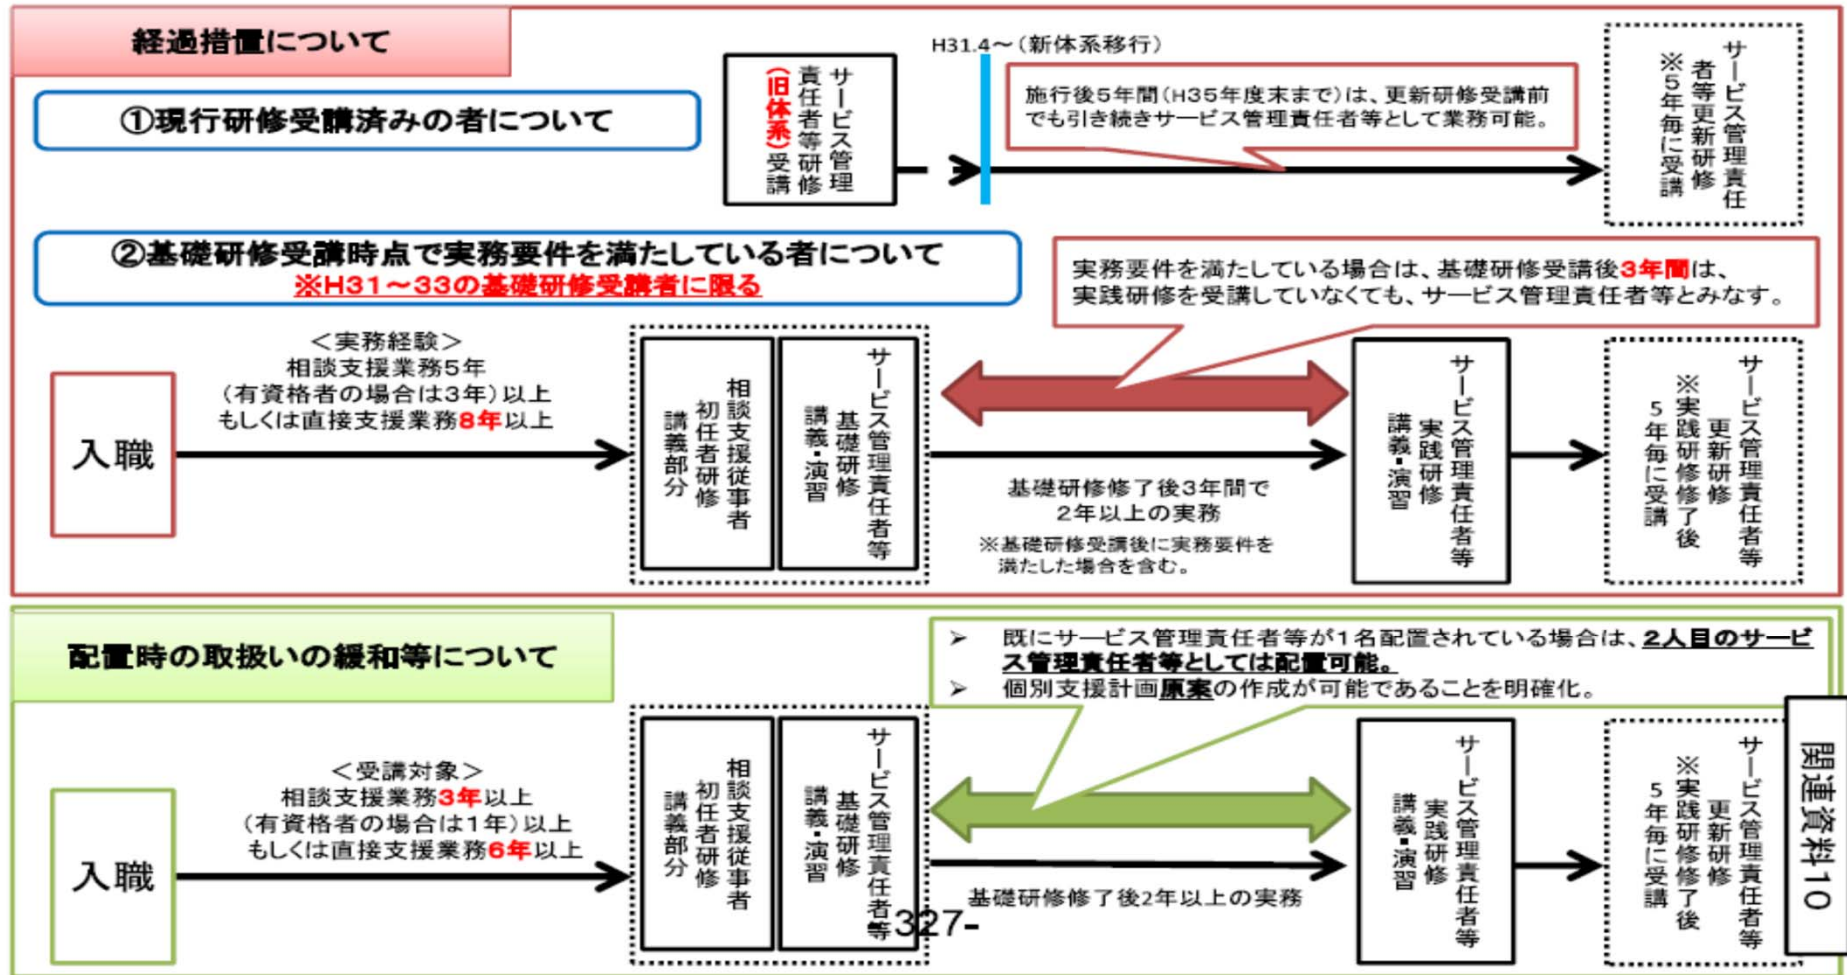 経過措置について
①現行研修受講済みの者について
サービス管理
責任者等研修
(旧体系)受講
H31.4～(新体系移行)
施行後5年間(H35年度末まで)は、更新研修受講前
でも引き続きサービス管理責任者等として業務可能。
サービス管理責任
者等更新研修
※5年毎に受講
②基礎研修受講時点で実務要件を満たしている者について
※H31～33の基礎研修受講者に限る
実務要件を満たしている場合は、基礎研修受講後3年間は、
実践研修を受講していなくても、サービス管理責任者等とみなす。
入職
＜実務経験＞
相談支援業務5年
(有資格者の場合は3年)以上
もしくは直接支援業務8年以上
相談支援従事者
初任者研修
講義部分
サービス管理責任者等
基礎研修
講義・演習
基礎研修修了後3年間で
2年以上の実務
※基礎研修受講後に実務要件を
満たした場合を含む。
サービス管理責任者等
実践研修
講義・演習
サービス管理責任者等
更新研修
※実践研修修了後
5年毎に受講
配置時の取扱いの緩和等について
➢ 既にサービス管理責任者等が1名配置されている場合は、2人目のサービ
ス管理責任者等としては配置可能。
➢ 個別支援計画原案の作成が可能であることを明確化。
入職
＜受講対象＞
相談支援業務3年以上
(有資格者の場合は1年)以上
もしくは直接支援業務6年以上
相談支援従事者
初任者研修
講義部分
サービス管理責任者等
基礎研修
講義・演習
基礎研修修了後2年以上の実務
サービス管理責任者等
実践研修
講義・演習
サービス管理責任者等
更新研修
※実践研修修了後
5年毎に受講
関連資料10
-327-